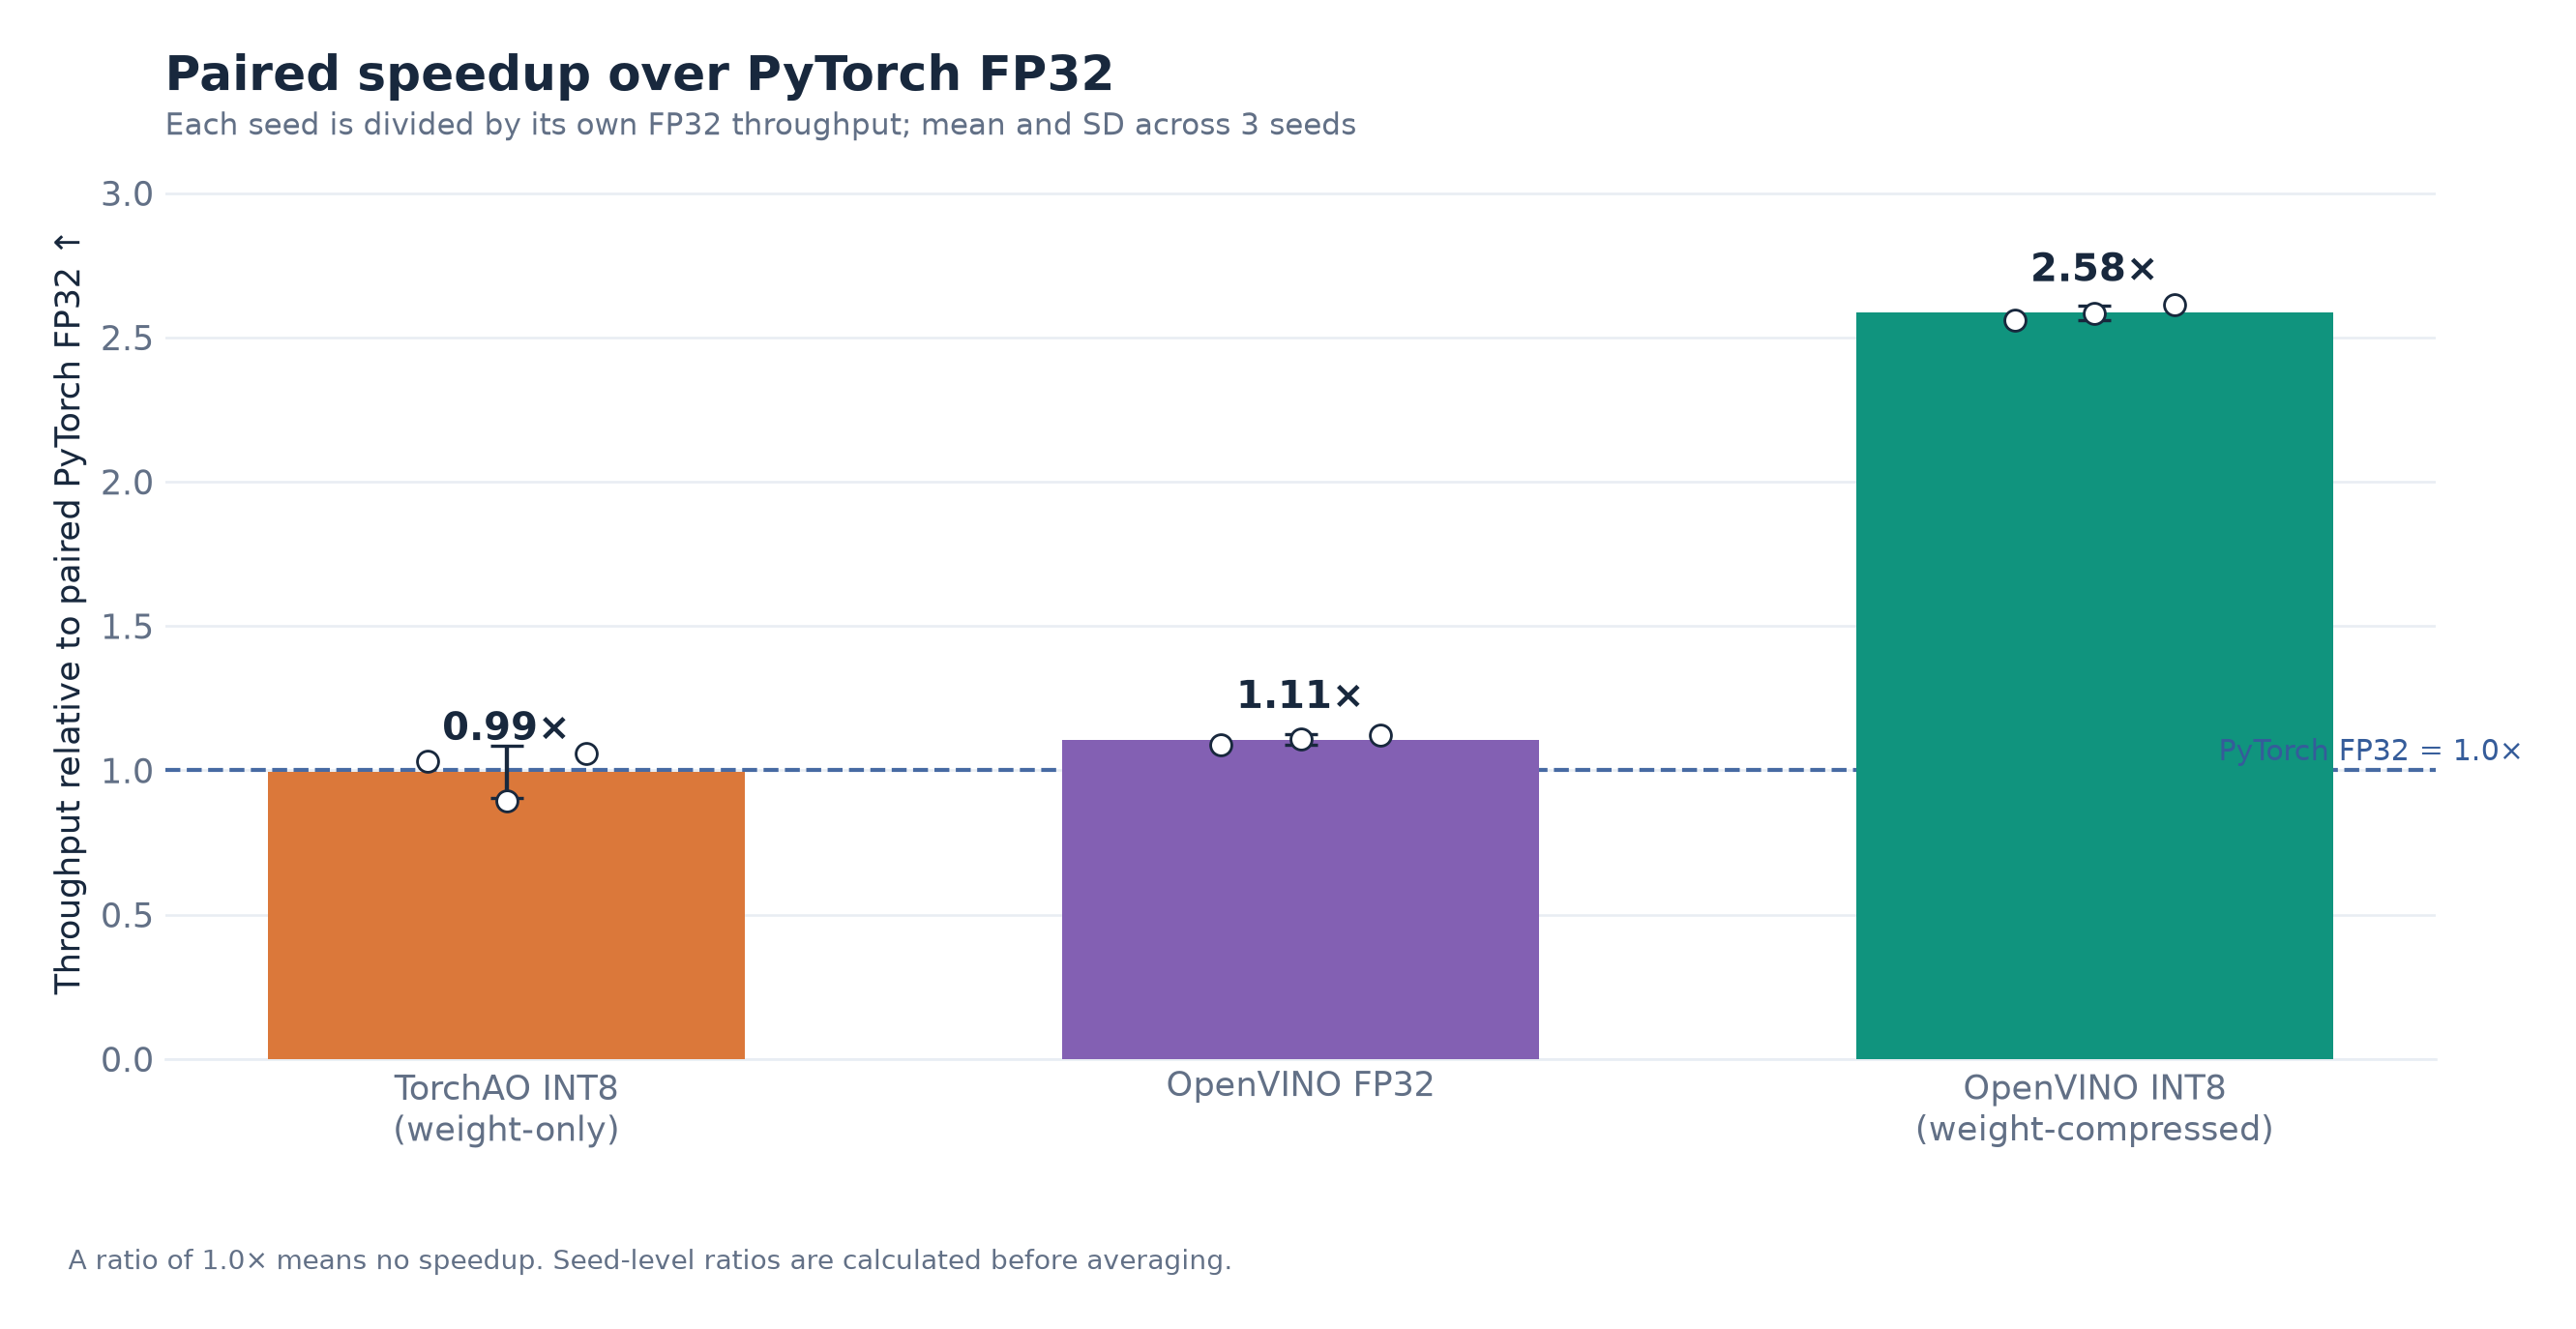 Paired speedup over PyTorch FP32
Each seed is divided by its own FP32 throughput; mean and SD across 3 seeds
Throughput relative to paired PyTorch FP32 ↑
3.0
2.5
2.0
1.5
1.0
0.5
0.0
0.99×
1.11×
2.58×
PyTorch FP32 = 1.0×
TorchAO INT8
(weight-only)
OpenVINO FP32
OpenVINO INT8
(weight-compressed)
A ratio of 1.0× means no speedup. Seed-level ratios are calculated before averaging.